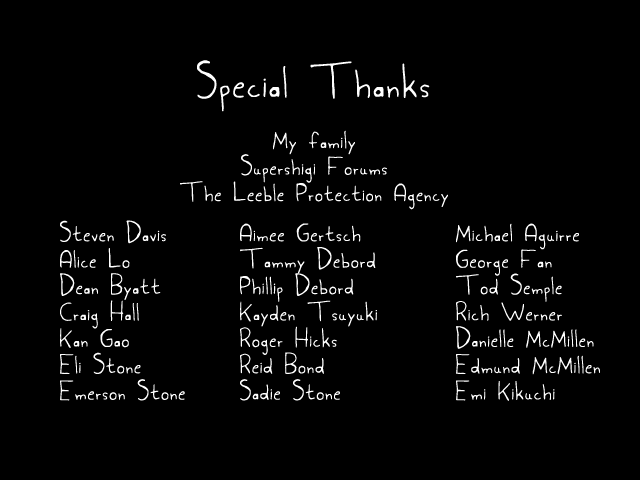 Special Thanks
My family
Supershigi Forums
The Leeble Protection Agency
Steven Davis
Alice Lo
Dean Byatt
Craig Hall
Kan Gao
Eli Stone
Emerson Stone
Aimee Gertsch
Tammy Debord
Phillip Debord
Kayden Tsuyuki
Roger Hicks
Reid Bond
Sadie Stone
Michael Aguirre
George Fan
Tod Semple
Rich Werner
Danielle McMillen
Edmund McMillen
Emi Kikuchi